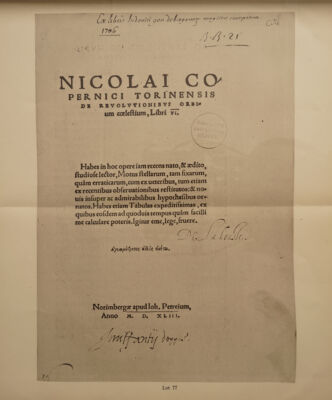 1706
B.B. 21
NICOLAI CO-
PERNICI TORINENSIS
DE REVOLVTIONIBVS ORBI-
um cœlestium, Libri VI.
Habes in hoc opere iam recens nato, & ædito,
studiose lector, Motus stellarum, tam fixarum,
quàm erraticarum, cum ex ueteribus, tum etiam
ex recentibus obseruationibus restitutos: & no-
uis insuper ac admirabilibus hypothesibus or-
natos. Habes etiam Tabulas expeditissimas, ex
quibus eosdem ad quoduis tempus quàm facilli
me calculare poteris. Igitur eme, lege, fruere.
Norimbergæ apud Ioh. Petreium,
Anno M. D. XLIII.
Lot: 77